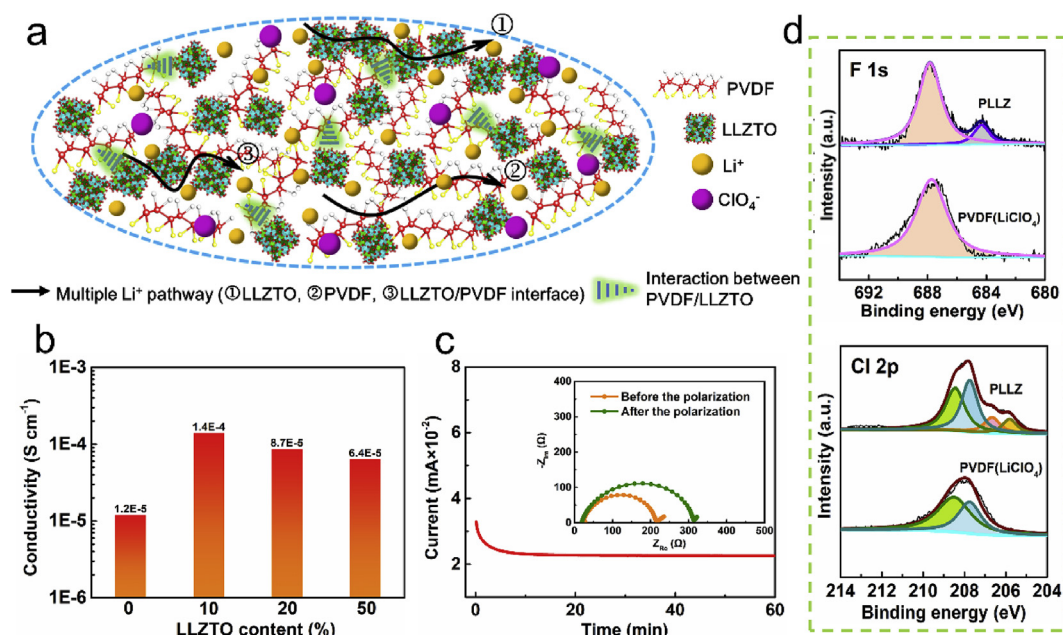 a
①
②
③
PVDF
LLZTO
Li⁺
ClO₄⁻
Multiple Li⁺ pathway (①LLZTO, ②PVDF, ③LLZTO/PVDF interface)
Interaction between
PVDF/LLZTO
b
Conductivity (S cm⁻¹)
1E-3
1E-4
1E-5
1E-6
1.2E-5
1.4E-4
8.7E-5
6.4E-5
0
10
20
50
LLZTO content (%)
c
Current (mA×10⁻²)
8
6
4
2
0
20
40
60
Time (min)
-Z_Im (Ω)
400
300
200
100
0
Before the polarization
After the polarization
0
100
200
300
400
500
Z_Re (Ω)
d
F 1s
PLLZ
PVDF(LiClO₄)
Intensity (a.u.)
692
688
684
680
Binding energy (eV)
Cl 2p
PLLZ
PVDF(LiClO₄)
Intensity (a.u.)
214
212
210
208
206
204
Binding energy (eV)